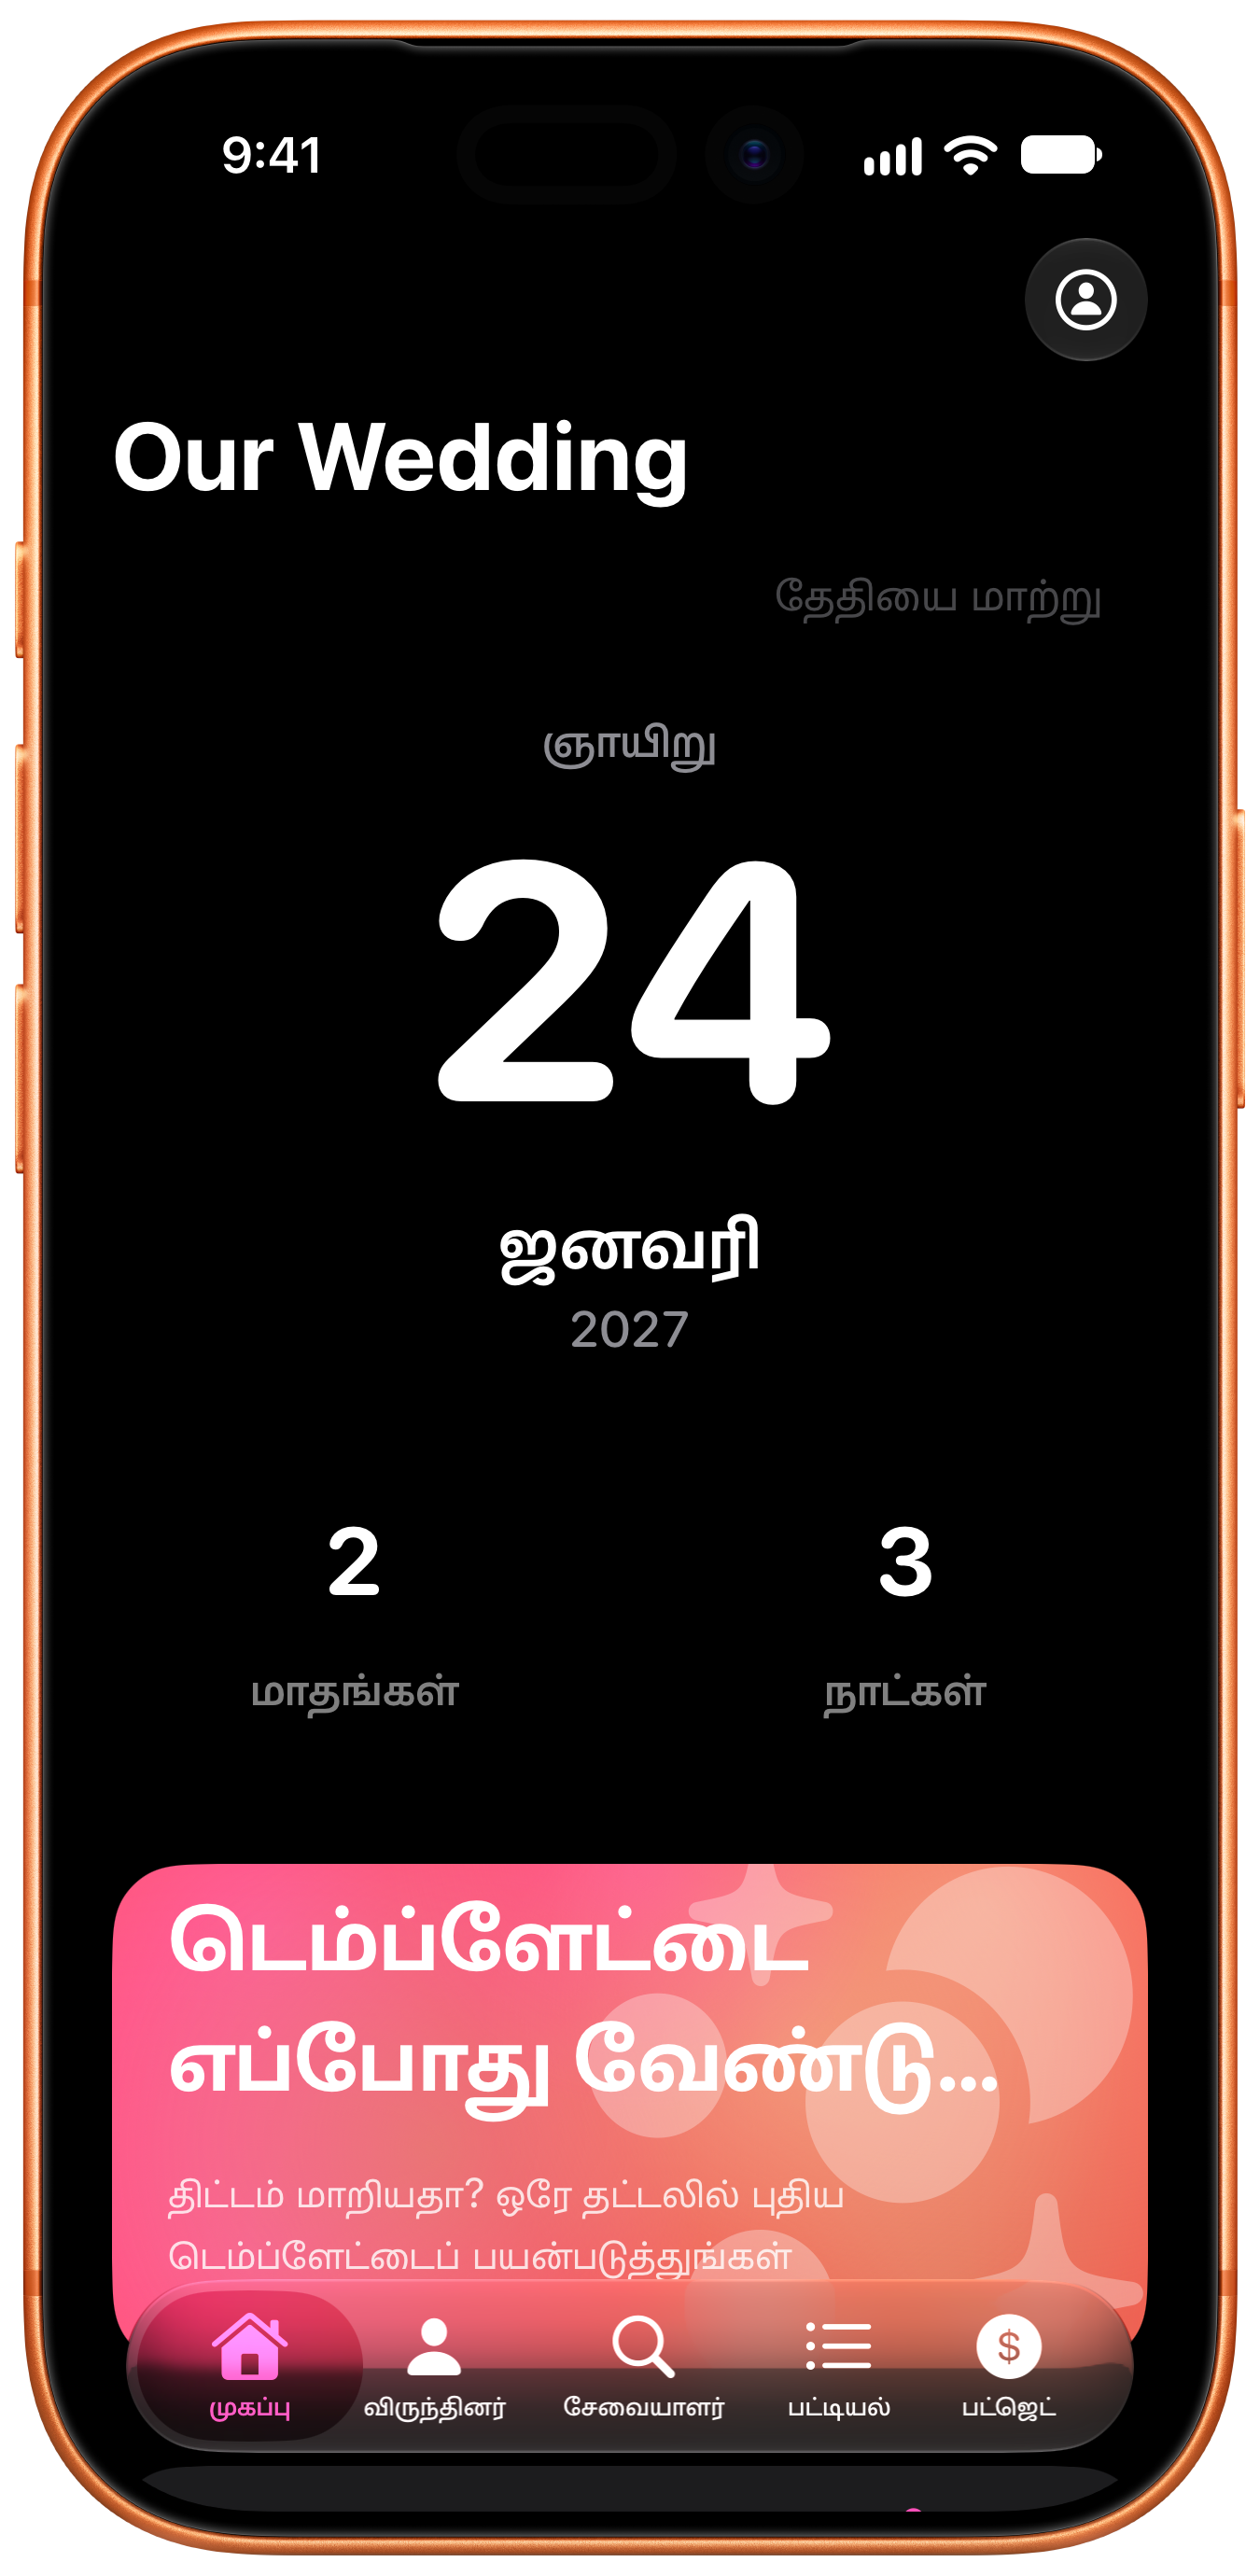 9:41
Our Wedding
தேதியை மாற்று
ஞாயிறு
24
ஜனவரி
2027
2 3
மாதங்கள் நாட்கள்
டெம்ப்ளேட்டை
எப்போது வேண்டு...
திட்டம் மாறியதா? ஒரே தட்டலில் புதிய
டெம்ப்ளேட்டைப் பயன்படுத்துங்கள்
முகப்பு விருந்தினர் சேவையாளர் பட்டியல் பட்ஜெட்